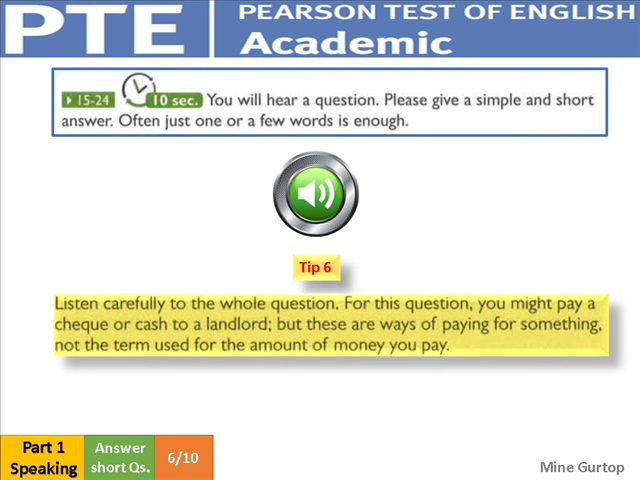 PTE
PEARSON TEST OF ENGLISH
Academic
15-24 10 sec. You will hear a question. Please give a simple and short
answer. Often just one or a few words is enough.
Tip 6
Listen carefully to the whole question. For this question, you might pay a
cheque or cash to a landlord; but these are ways of paying for something,
not the term used for the amount of money you pay.
Part 1
Speaking
Answer
short Qs.
6/10
Mine Gurtop